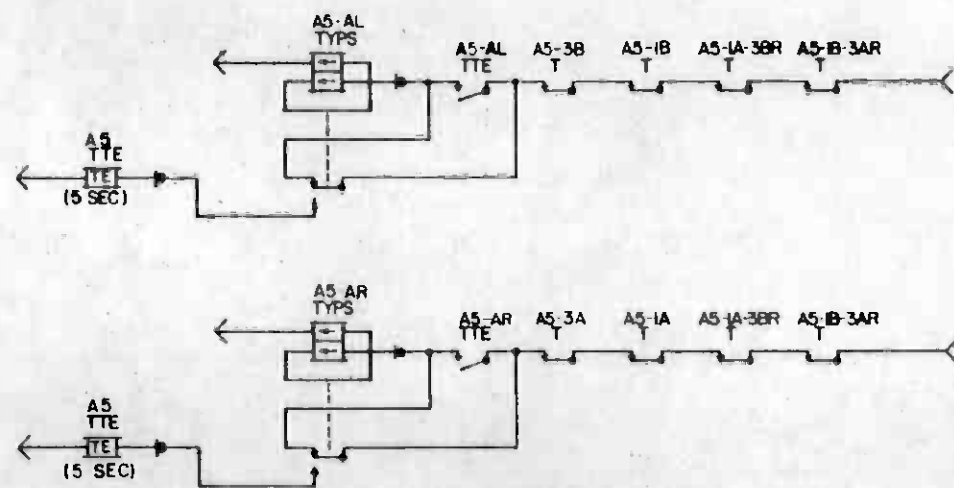 A5-AL
TYPS
A5-AL
TTE
A5-3B
T
A5-1B
T
A5-1A-3BR
T
A5-1B-3AR
T
A5
TTE
TE
(5 SEC)
A5-AR
TYPS
A5-AR
TTE
A5-3A
T
A5-1A
T
A5-1A-3BR
T
A5-1B-3AR
T
A5
TTE
TE
(5 SEC)